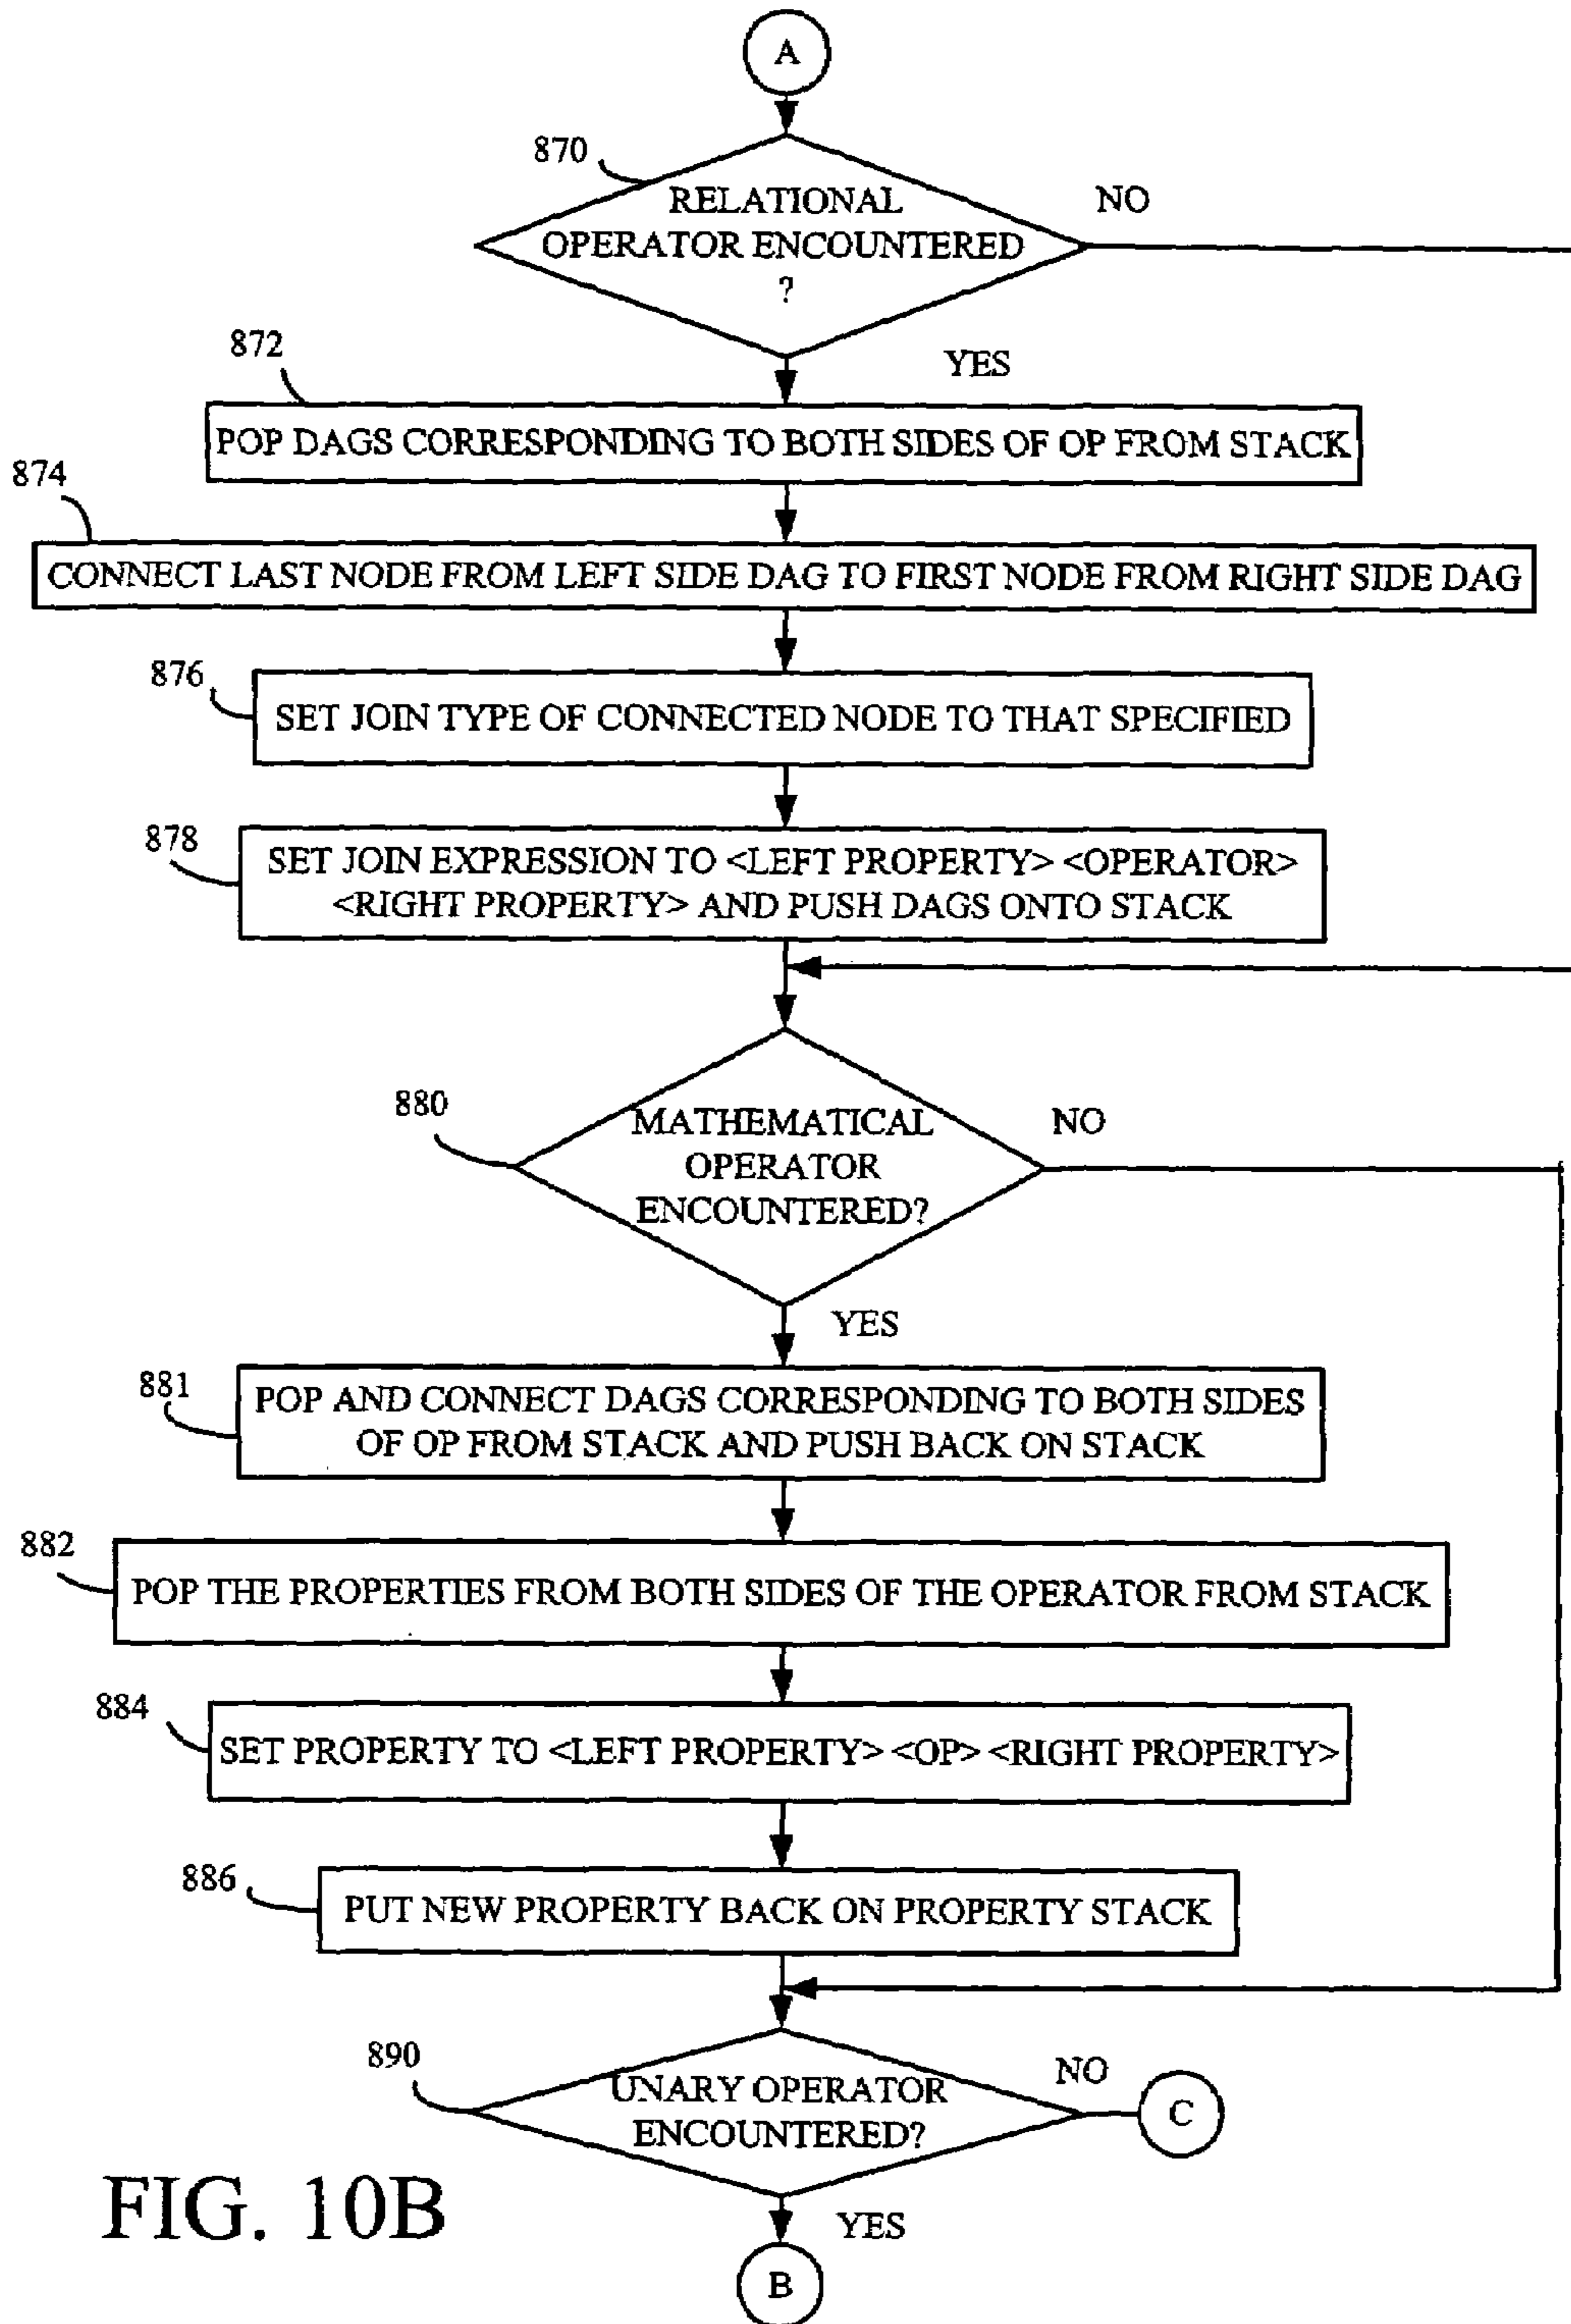 A
870
RELATIONAL
OPERATOR ENCOUNTERED
?
NO
YES
872
POP DAGS CORRESPONDING TO BOTH SIDES OF OP FROM STACK
874
CONNECT LAST NODE FROM LEFT SIDE DAG TO FIRST NODE FROM RIGHT SIDE DAG
876
SET JOIN TYPE OF CONNECTED NODE TO THAT SPECIFIED
878
SET JOIN EXPRESSION TO <LEFT PROPERTY> <OPERATOR>
<RIGHT PROPERTY> AND PUSH DAGS ONTO STACK
880
MATHEMATICAL
OPERATOR
ENCOUNTERED?
NO
YES
881
POP AND CONNECT DAGS CORRESPONDING TO BOTH SIDES
OF OP FROM STACK AND PUSH BACK ON STACK
882
POP THE PROPERTIES FROM BOTH SIDES OF THE OPERATOR FROM STACK
884
SET PROPERTY TO <LEFT PROPERTY> <OP> <RIGHT PROPERTY>
886
PUT NEW PROPERTY BACK ON PROPERTY STACK
890
UNARY OPERATOR
ENCOUNTERED?
NO
C
YES
B
FIG. 10B